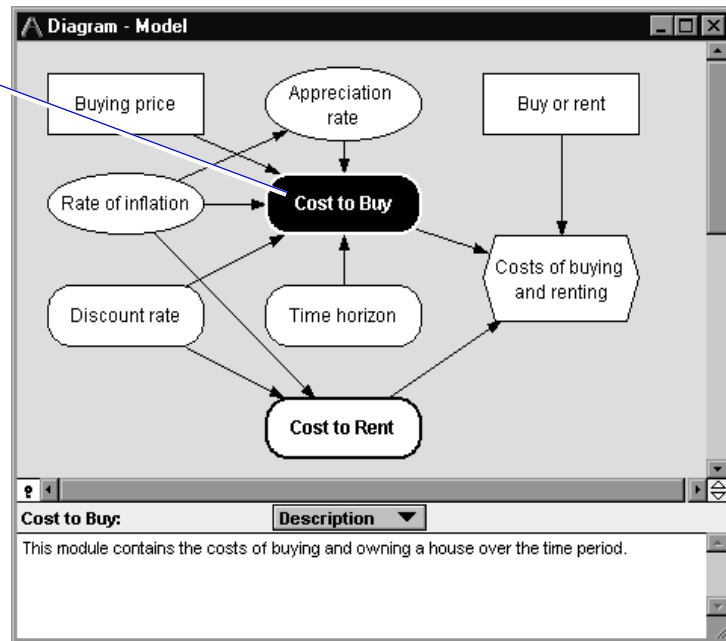 Diagram - Model
Buying price
Appreciation
rate
Buy or rent
Rate of inflation
Cost to Buy
Costs of buying
and renting
Discount rate
Time horizon
Cost to Rent
?
Cost to Buy:
Description
This module contains the costs of buying and owning a house over the time period.